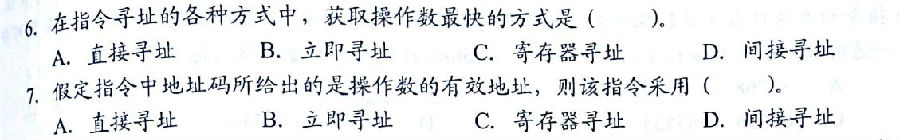 6. 在指令寻址的各种方式中，获取操作数最快的方式是（　　）。
A. 直接寻址　　B. 立即寻址　　C. 寄存器寻址　　D. 间接寻址
7. 假定指令中地址码所给出的是操作数的有效地址，则该指令采用（　　）。
A. 直接寻址　　B. 立即寻址　　C. 寄存器寻址　　D. 间接寻址